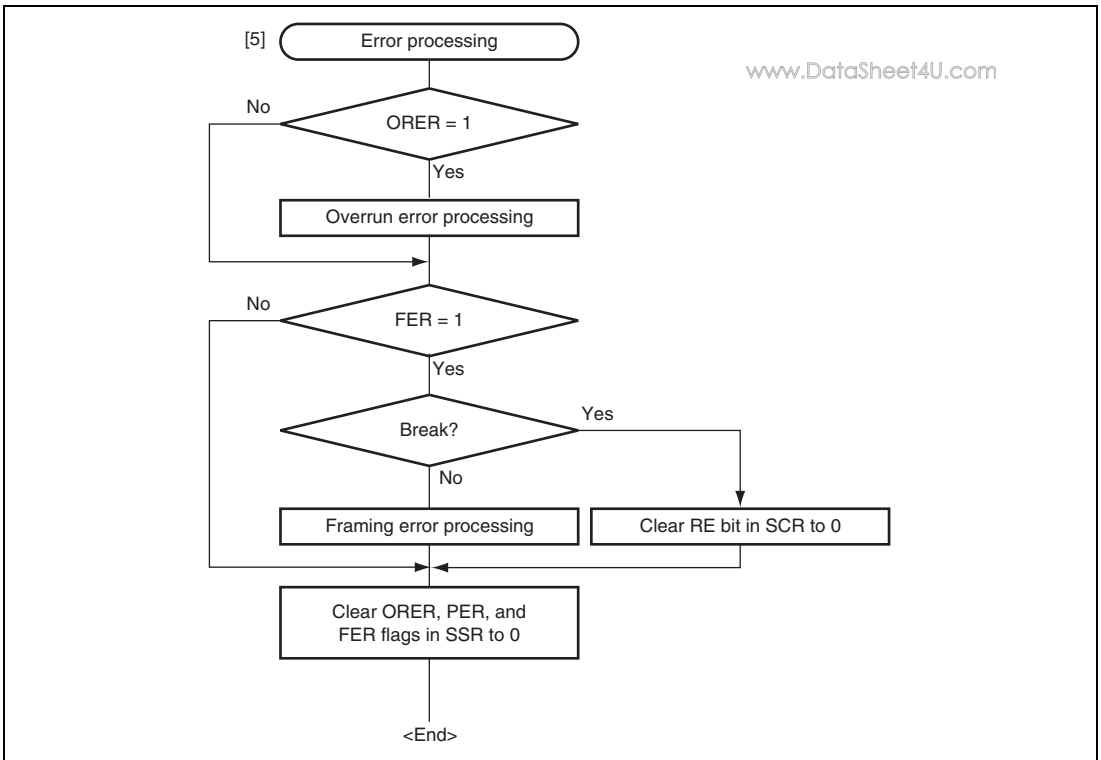 [5] Error processing
www.DataSheet4U.com
No
ORER = 1
Yes
Overrun error processing
No
FER = 1
Yes
Break?
Yes
No
Framing error processing
Clear RE bit in SCR to 0
Clear ORER, PER, and
FER flags in SSR to 0
<End>